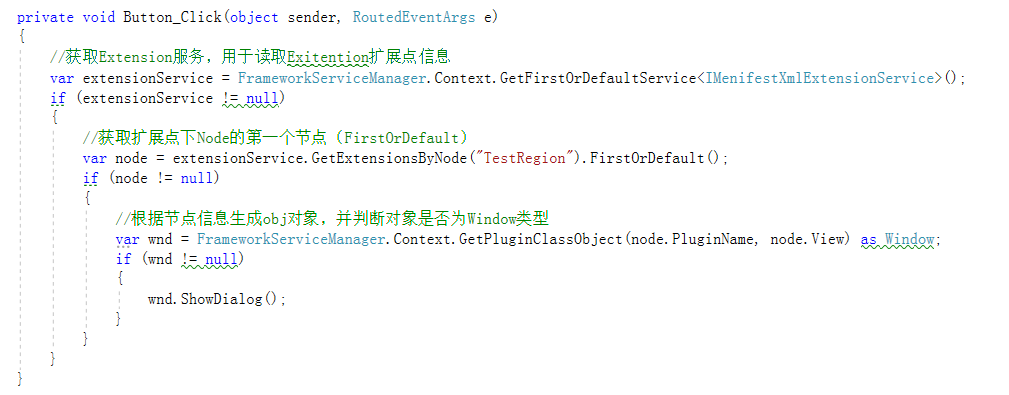 private void Button_Click(object sender, RoutedEventArgs e)
{
    //获取Extension服务，用于读取Exitention扩展点信息
    var extensionService = FrameworkServiceManager.Context.GetFirstOrDefaultService<IMenifestXmlExtensionService>();
    if (extensionService != null)
    {
        //获取扩展点下Node的第一个节点（FirstOrDefault）
        var node = extensionService.GetExtensionsByNode("TestRegion").FirstOrDefault();
        if (node != null)
        {
            //根据节点信息生成obj对象，并判断对象是否为Window类型
            var wnd = FrameworkServiceManager.Context.GetPluginClassObject(node.PluginName, node.View) as Window;
            if (wnd != null)
            {
                wnd.ShowDialog();
            }
        }
    }
}